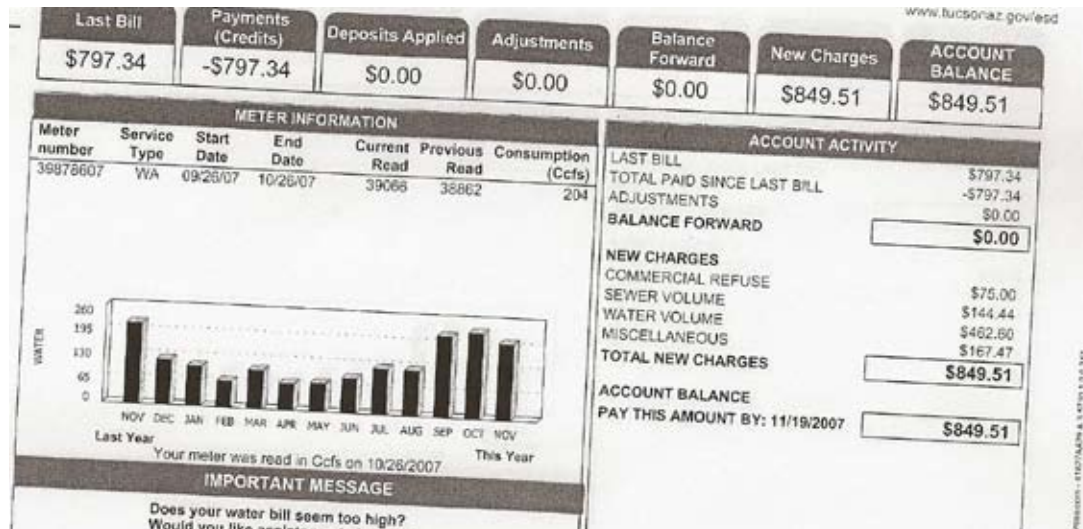 www.tucsonaz.gov/esd
Last Bill
$797.34
Payments
(Credits)
-$797.34
Deposits Applied
$0.00
Adjustments
$0.00
Balance
Forward
$0.00
New Charges
$849.51
ACCOUNT
BALANCE
$849.51
METER INFORMATION
Meter number Service Type Start Date End Date Current Read Previous Read Consumption (Ccfs)
39878607 WA 09/26/07 10/26/07 39066 38862 204
WATER
260
195
130
65
0
NOV DEC JAN FEB MAR APR MAY JUN JUL AUG SEP OCT NOV
Last Year This Year
Your meter was read in Ccfs on 10/26/2007
IMPORTANT MESSAGE
Does your water bill seem too high?
Would you like
ACCOUNT ACTIVITY
LAST BILL $797.34
TOTAL PAID SINCE LAST BILL -$797.34
ADJUSTMENTS $0.00
BALANCE FORWARD $0.00
NEW CHARGES
COMMERCIAL REFUSE $75.00
SEWER VOLUME $144.44
WATER VOLUME $462.60
MISCELLANEOUS $167.47
TOTAL NEW CHARGES $849.51
ACCOUNT BALANCE
PAY THIS AMOUNT BY: 11/19/2007 $849.51